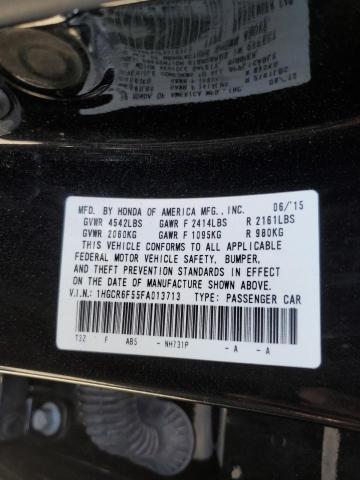 MFD. BY HONDA OF AMERICA MFG., INC. 06/'15
GVWR 4542LBS GAWR F 2414LBS R 2161LBS
GVWR 2060KG GAWR F 1095KG R 980KG
THIS VEHICLE CONFORMS TO ALL APPLICABLE
FEDERAL MOTOR VEHICLE SAFETY, BUMPER,
AND THEFT PREVENTION STANDARDS IN EFFECT
ON THE DATE OF MANUFACTURE SHOWN ABOVE.
V.I.N.: 1HGCR6F55FA013713 TYPE: PASSENGER CAR
T32 F AB5 - NH731P - A - A